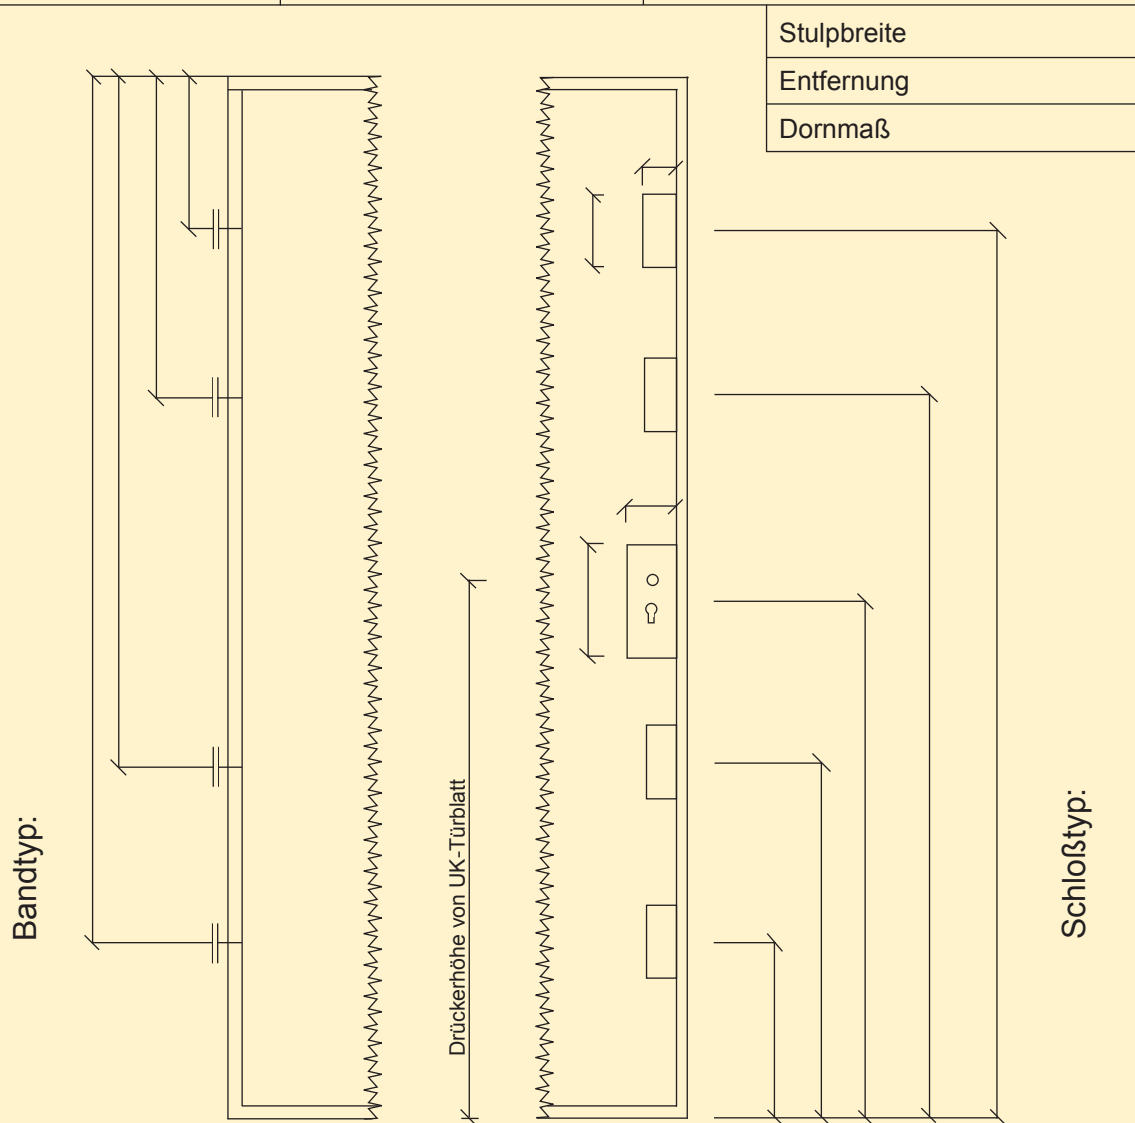 Stulpbreite
Entfernung
Dornmaß
Bandtyp:
Drückerhöhe von UK-Türblatt
Schloßtyp: